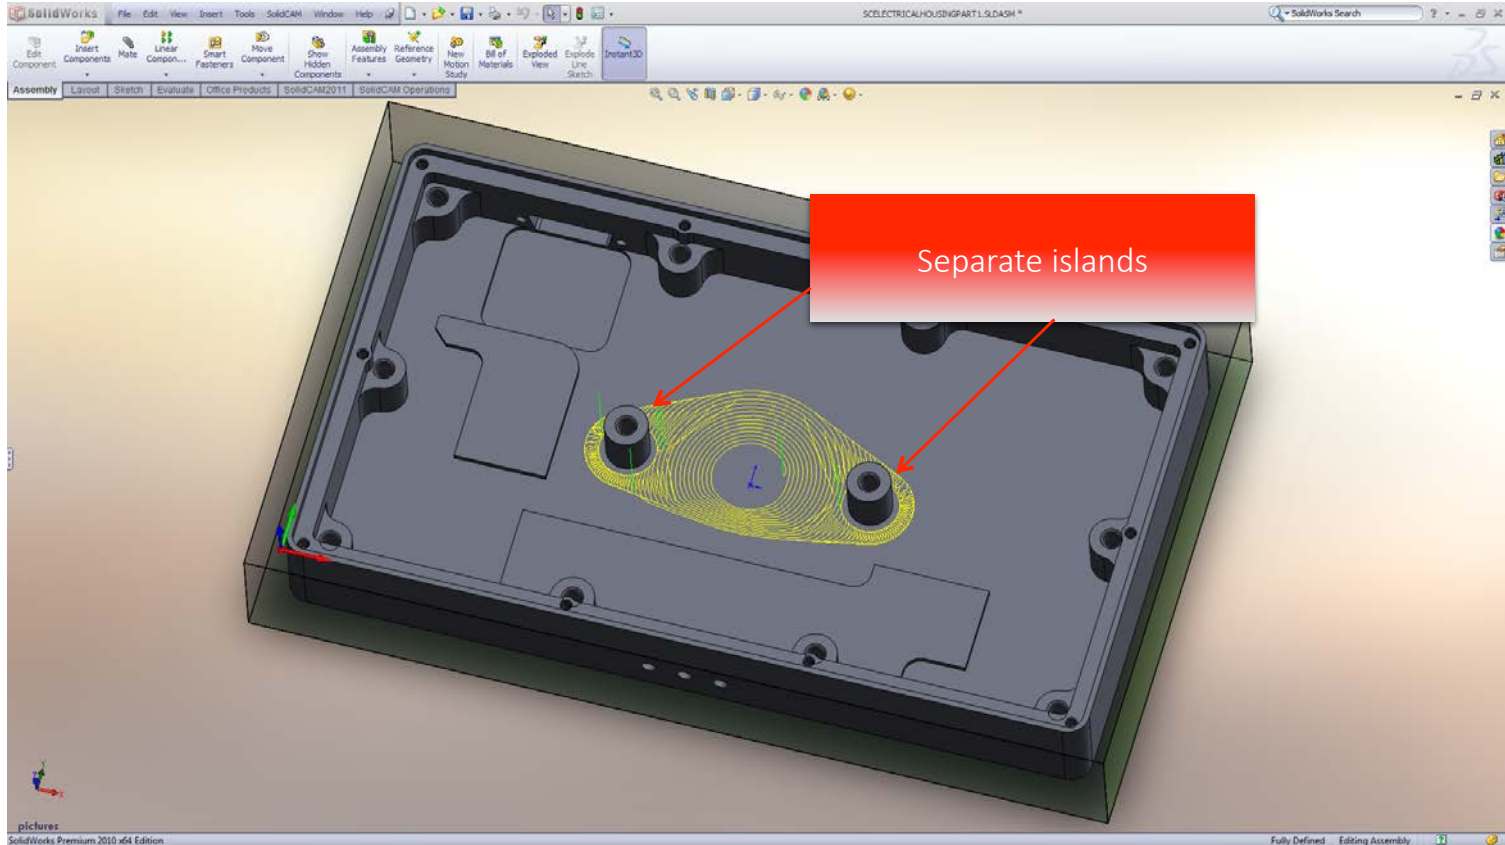 SolidWorks File Edit View Insert Tools SolidCAM Window Help SCELECTRICALHOUSINGPART1.SLDASM * SolidWorks Search
Edit Component
Insert Components
Mate
Linear Compon...
Smart Fasteners
Move Component
Show Hidden Components
Assembly Features
Reference Geometry
New Motion Study
Bill of Materials
Exploded View
Explode Line Sketch
Instant3D
Assembly Layout Sketch Evaluate Office Products SolidCAM2011 SolidCAM Operations
Separate islands
Y
X
pictures
SolidWorks Premium 2010 x64 Edition Fully Defined Editing Assembly